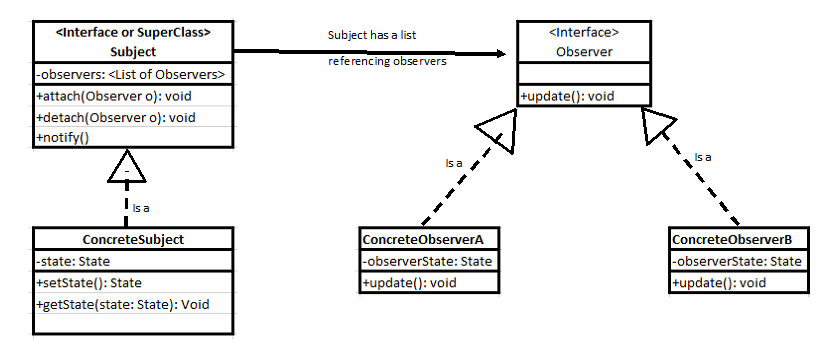 <Interface or SuperClass>
Subject
-observers: <List of Observers>
+attach(Observer o): void
+detach(Observer o): void
+notify()
Subject has a list
referencing observers
<Interface>
Observer
+update(): void
-
Is a
Is a
Is a
ConcreteSubject
-state: State
+setState(): State
+getState(state: State): Void
ConcreteObserverA
-observerState: State
+update(): void
ConcreteObserverB
-observerState: State
+update(): void